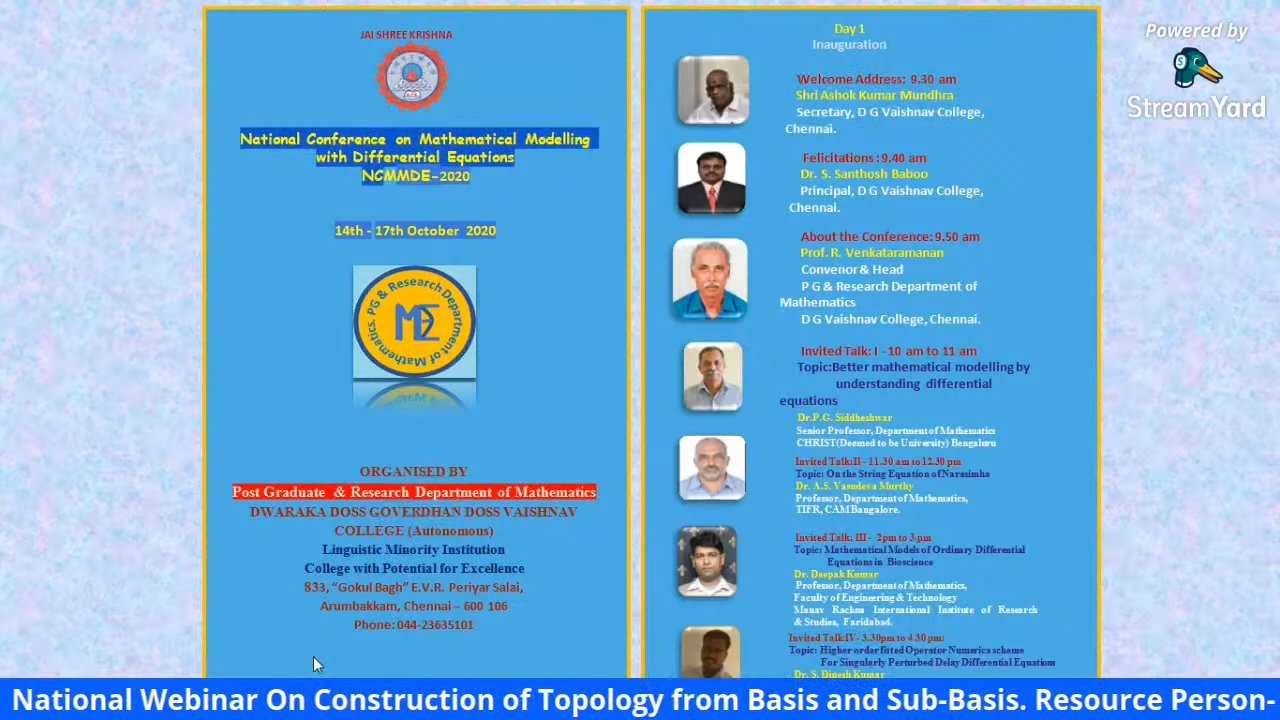 JAI SHREE KRISHNA
National Conference on Mathematical Modelling
with Differential Equations
NCMMDE-2020
14th - 17th October 2020
PG & Research Department of Mathematics.
ORGANISED BY
Post Graduate & Research Department of Mathematics
DWARAKA DOSS GOVERDHAN DOSS VAISHNAV
COLLEGE (Autonomous)
Linguistic Minority Institution
College with Potential for Excellence
833, “Gokul Bagh” E.V.R. Periyar Salai,
Arumbakkam, Chennai – 600 106
Phone: 044-23635101
Day 1
Inauguration
Welcome Address: 9.30 am
Shri Ashok Kumar Mundhra
Secretary, D G Vaishnav College,
Chennai.
Felicitations : 9.40 am
Dr. S. Santhosh Baboo
Principal, D G Vaishnav College,
Chennai.
About the Conference: 9.50 am
Prof. R. Venkataramanan
Convenor & Head
P G & Research Department of
Mathematics
D G Vaishnav College, Chennai.
Invited Talk: I - 10 am to 11 am
Topic:Better mathematical modelling by
understanding differential
equations
Dr.P.G. Siddheshwar
Senior Professor, Department of Mathematics
CHRIST(Deemed to be University) Bengaluru
Invited Talk:II - 11.30 am to 12.30 pm
Topic: On the String Equation of Narasimha
Dr. A.S. Vasudeva Murthy
Professor, Department of Mathematics,
TIFR, CAM Bangalore.
Invited Talk: III - 2pm to 3 pm
Topic: Mathematical Models of Ordinary Differential
Equations in Bioscience
Dr. Deepak Kumar
Professor, Department of Mathematics,
Faculty of Engineering & Technology
Manav Rachna International Institute of Research
& Studies, Faridabad.
Invited Talk IV - 3.30pm to 4.30 pm:
Topic: Higher order fitted Operator Numerics scheme
For Singularly Perturbed Delay Differential Equations
Dr. S. Dinesh Kumar
Powered by
StreamYard
National Webinar On Construction of Topology from Basis and Sub-Basis. Resource Person-